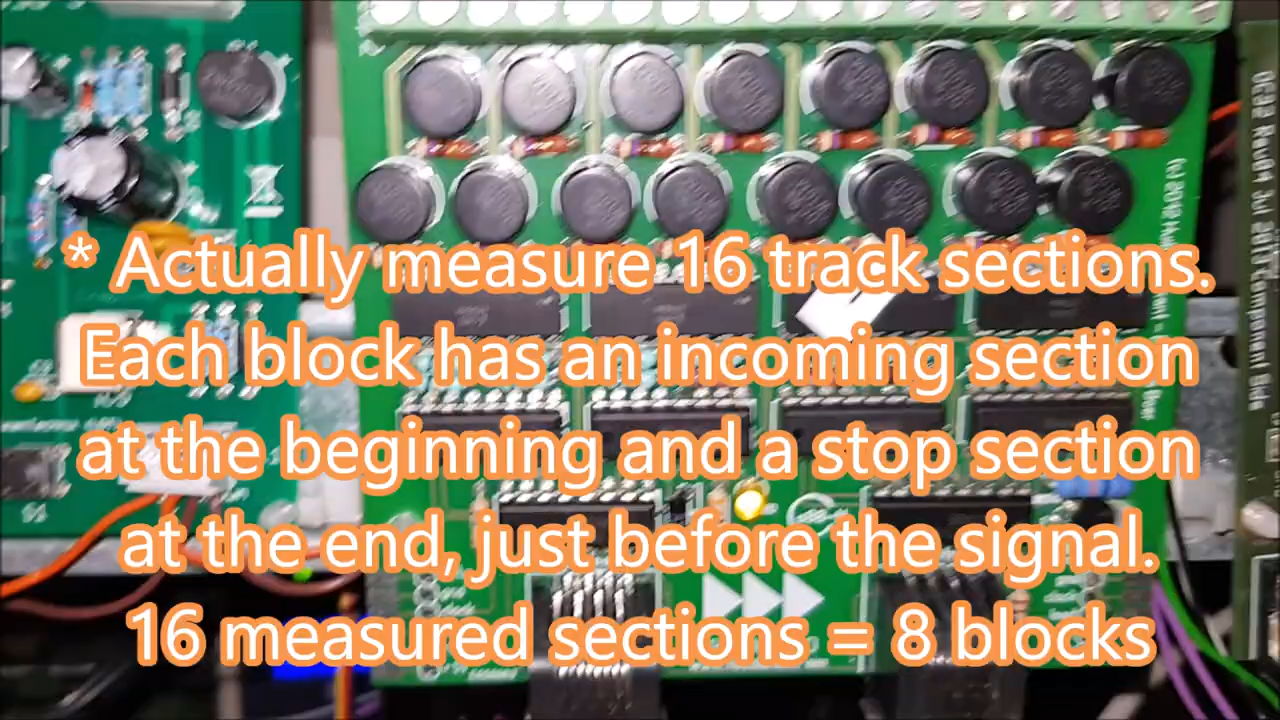 * Actually measure 16 track sections.
Each block has an incoming section
at the beginning and a stop section
at the end, just before the signal.
16 measured sections = 8 blocks